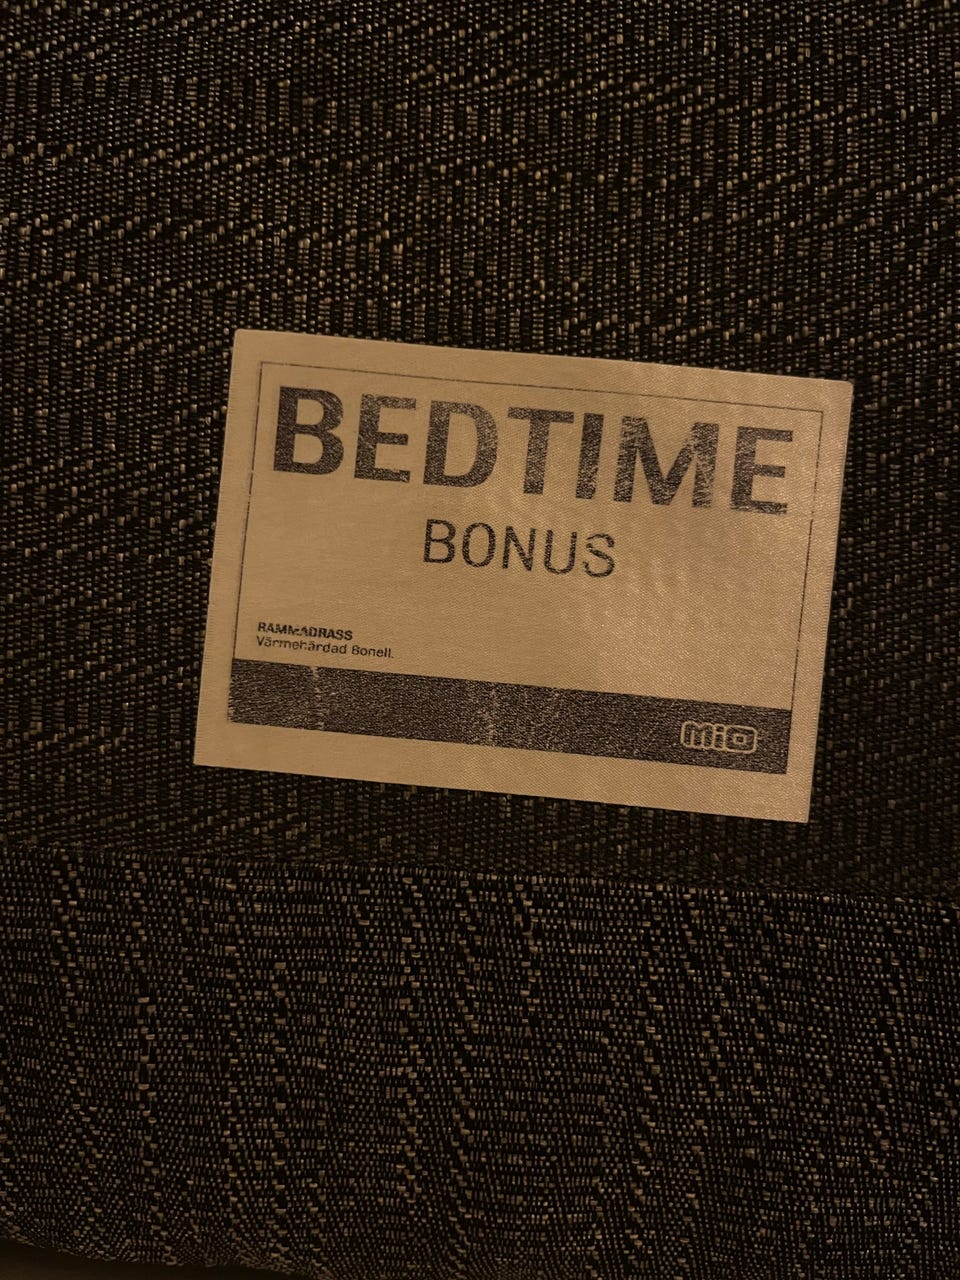 BEDTIME
BONUS
RAMMADRASS
Värmehärdad Bonell.
mio